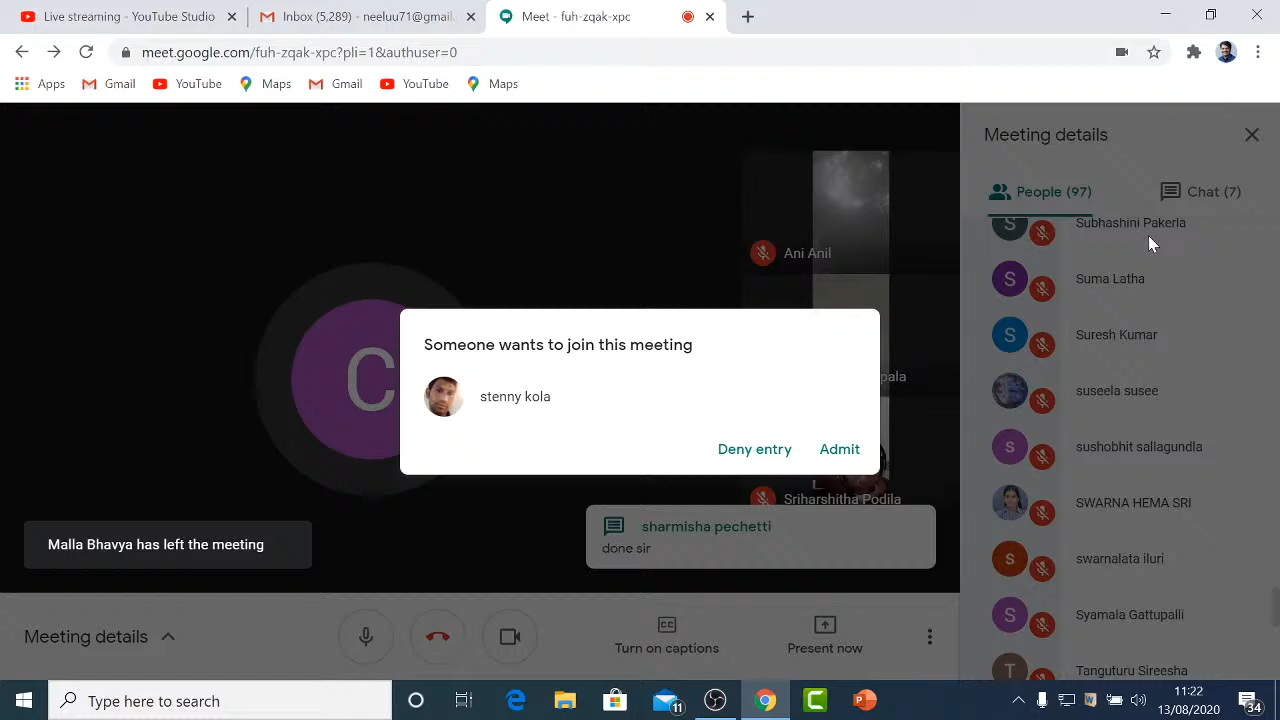 Live streaming - YouTube Studio
Inbox (5,289) - neeluu71@gmail.
Meet - fuh-zqak-xpc
meet.google.com/fuh-zqak-xpc?pli=1&authuser=0
Apps
Gmail
YouTube
Maps
Gmail
YouTube
Maps
Meeting details
People (97)
Chat (7)
S
Subhashini Pakerla
Ani Anil
S
Suma Latha
S
Suresh Kumar
C
Someone wants to join this meeting
pala
suseela susee
stenny kola
Deny entry
Admit
s
sushobhit sallagundla
Sriharshitha Podila
SWARNA HEMA SRI
sharmisha pechetti
done sir
Malla Bhavya has left the meeting
s
swarnalata iluri
S
Syamala Gattupalli
T
Tanguturu Sireesha
Meeting details
CC
Turn on captions
Present now
Type here to search
11
11:22
13/08/2020
34